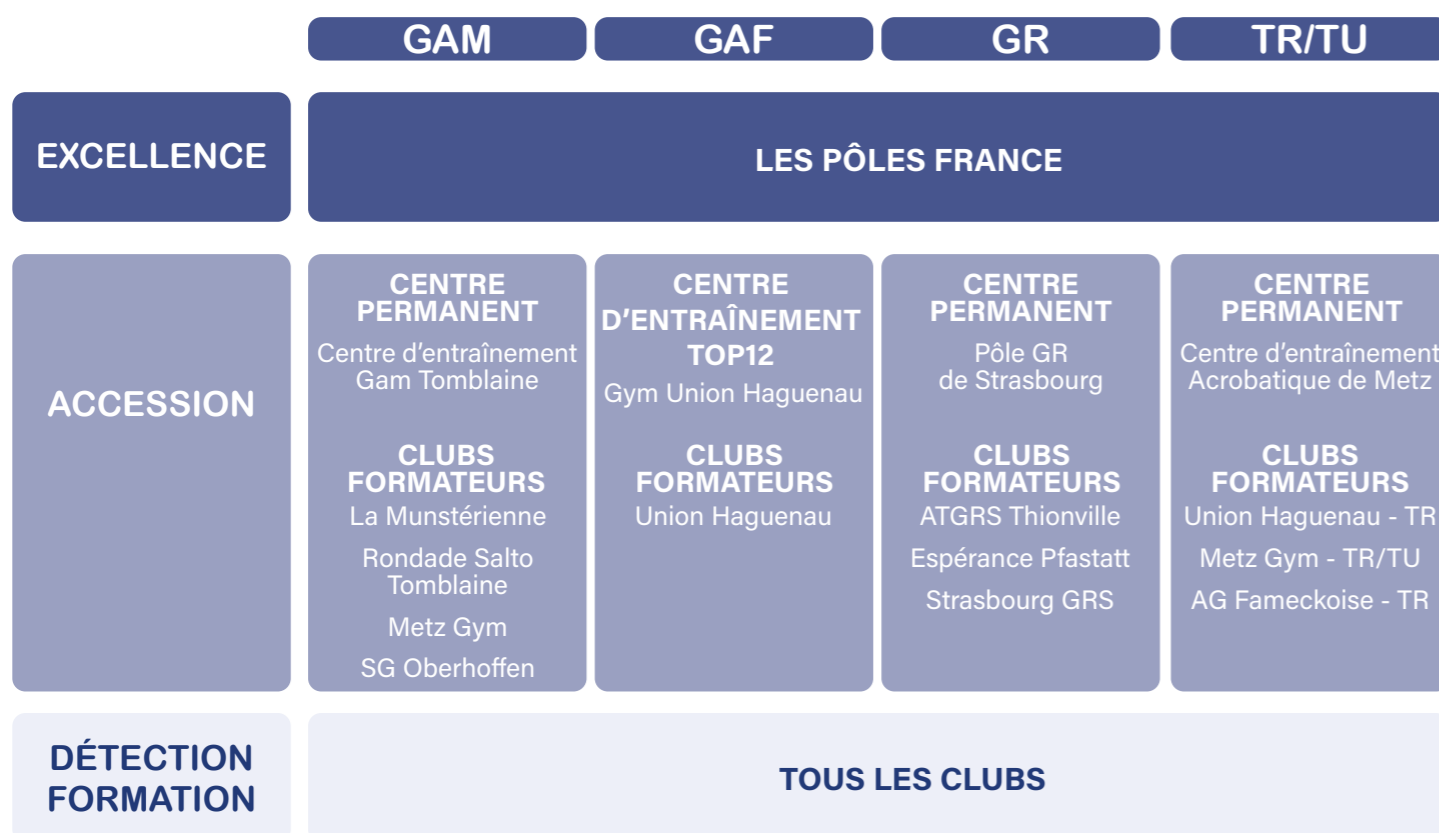 GAM
GAF
GR
TR/TU
EXCELLENCE
LES PÔLES FRANCE
ACCESSION
CENTRE
PERMANENT
Centre d'entraînement
Gam Tomblaine
CLUBS
FORMATEURS
La Munstérienne
Rondade Salto
Tomblaine
Metz Gym
SG Oberhoffen
CENTRE
D'ENTRAÎNEMENT
TOP12
Gym Union Haguenau
CLUBS
FORMATEURS
Union Haguenau
CENTRE
PERMANENT
Pôle GR
de Strasbourg
CLUBS
FORMATEURS
ATGRS Thionville
Espérance Pfastatt
Strasbourg GRS
CENTRE
PERMANENT
Centre d'entraînement
Acrobatique de Metz
CLUBS
FORMATEURS
Union Haguenau - TR
Metz Gym - TR/TU
AG Fameckoise - TR
DÉTECTION
FORMATION
TOUS LES CLUBS